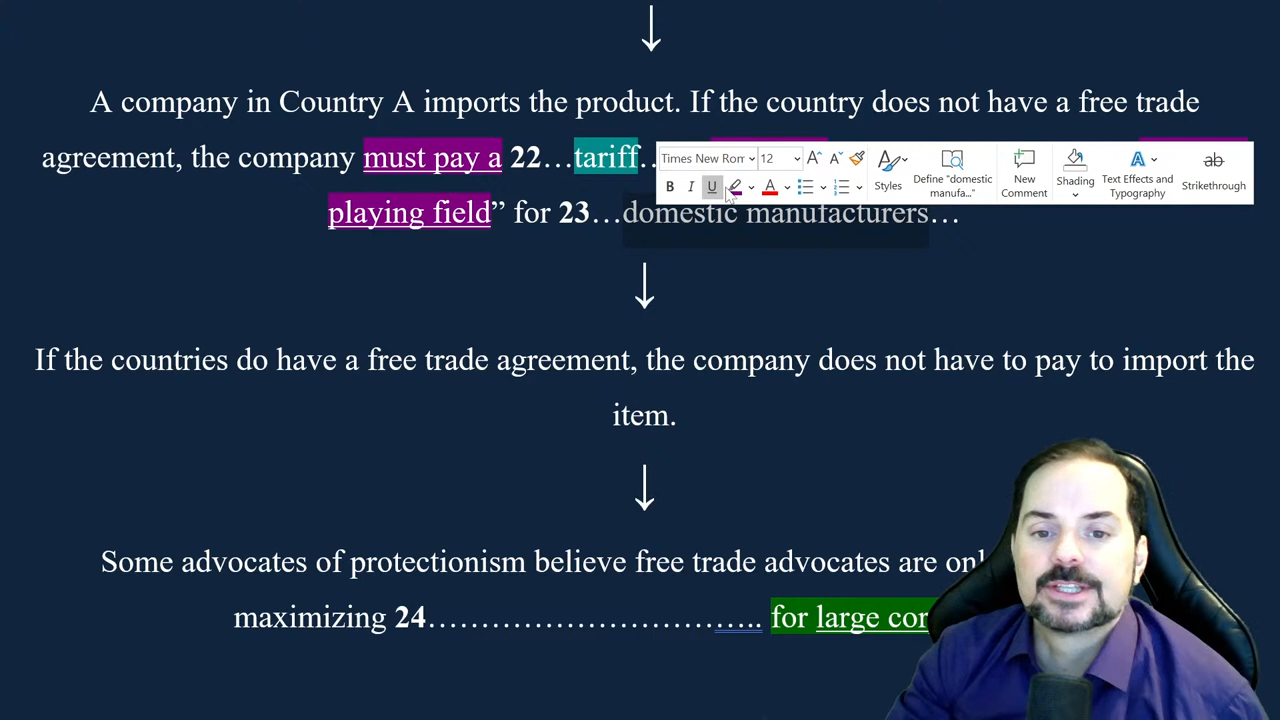 ↓
A company in Country A imports the product. If the country does not have a free trade
agreement, the company must pay a 22…tariff…
Times New Rom 12
B I U A
Styles
Define "domestic manufa..."
New Comment
Shading
Text Effects and Typography
ab Strikethrough
playing field” for 23…domestic manufacturers…
↓
If the countries do have a free trade agreement, the company does not have to pay to import the
item.
↓
Some advocates of protectionism believe free trade advocates are
maximizing 24……………………………….. for large